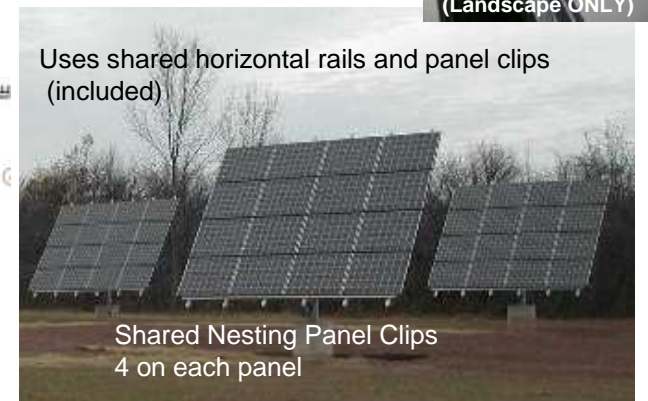 (Landscape ONLY)
Uses shared horizontal rails and panel clips
(included)
Shared Nesting Panel Clips
4 on each panel